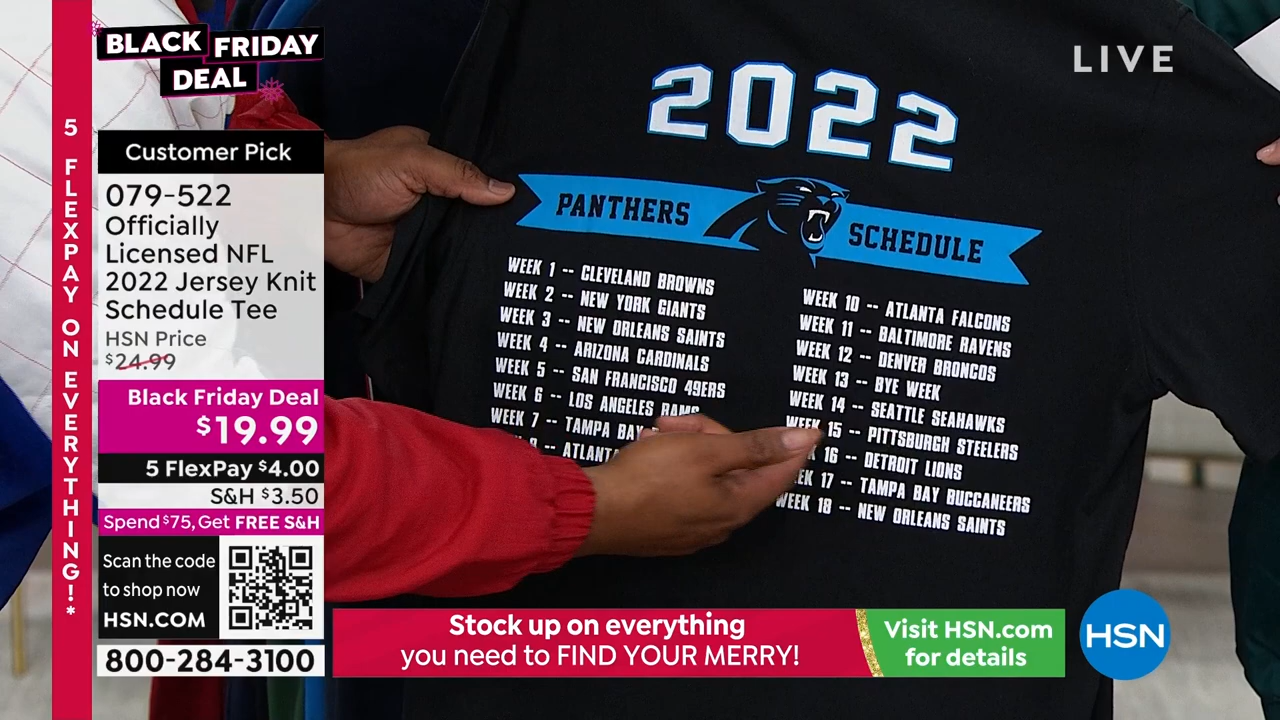 BLACK FRIDAY
DEAL
LIVE
5 FLEXPAY ON EVERYTHING!*
Customer Pick
079-522
Officially
Licensed NFL
2022 Jersey Knit
Schedule Tee
HSN Price
$24.99
Black Friday Deal
$19.99
5 FlexPay $4.00
S&H $3.50
Spend $75, Get FREE S&H
Scan the code
to shop now
HSN.COM
800-284-3100
2022
PANTHERS SCHEDULE
WEEK 1 -- CLEVELAND BROWNS
WEEK 2 -- NEW YORK GIANTS
WEEK 3 -- NEW ORLEANS SAINTS
WEEK 4 -- ARIZONA CARDINALS
WEEK 5 -- SAN FRANCISCO 49ERS
WEEK 6 -- LOS ANGELES RAMS
WEEK 7 -- TAMPA BAY
ATLANTA
WEEK 10 -- ATLANTA FALCONS
WEEK 11 -- BALTIMORE RAVENS
WEEK 12 -- DENVER BRONCOS
WEEK 13 -- BYE WEEK
WEEK 14 -- SEATTLE SEAHAWKS
WEEK 15 -- PITTSBURGH STEELERS
16 -- DETROIT LIONS
WEEK 17 -- TAMPA BAY BUCCANEERS
WEEK 18 -- NEW ORLEANS SAINTS
Stock up on everything
you need to FIND YOUR MERRY!
Visit HSN.com
for details
HSN